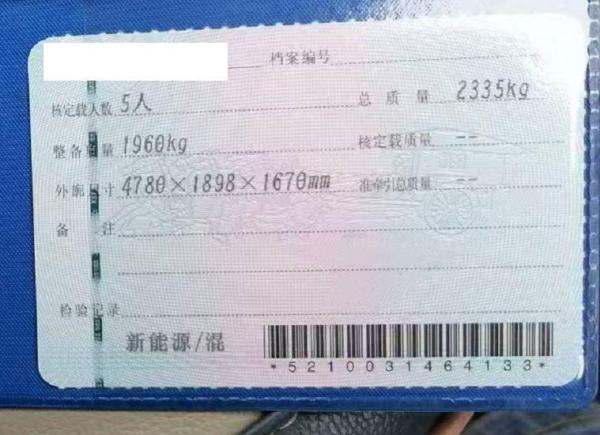 档案编号
核定载人数 5人 总质量 2335kg
整备质量 1960kg 核定载质量 --
外廓尺寸 4780×1898×1670mm 准牵引总质量 --
备 注
检验记录
新能源/混
*5210031464133*